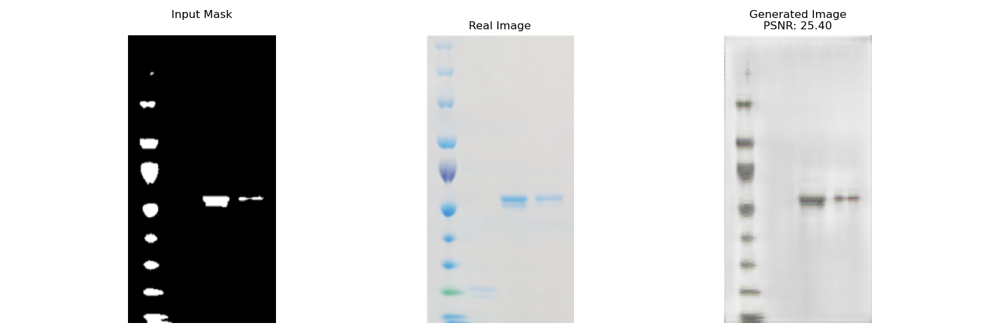 Input Mask
Real Image
Generated Image
PSNR: 25.40